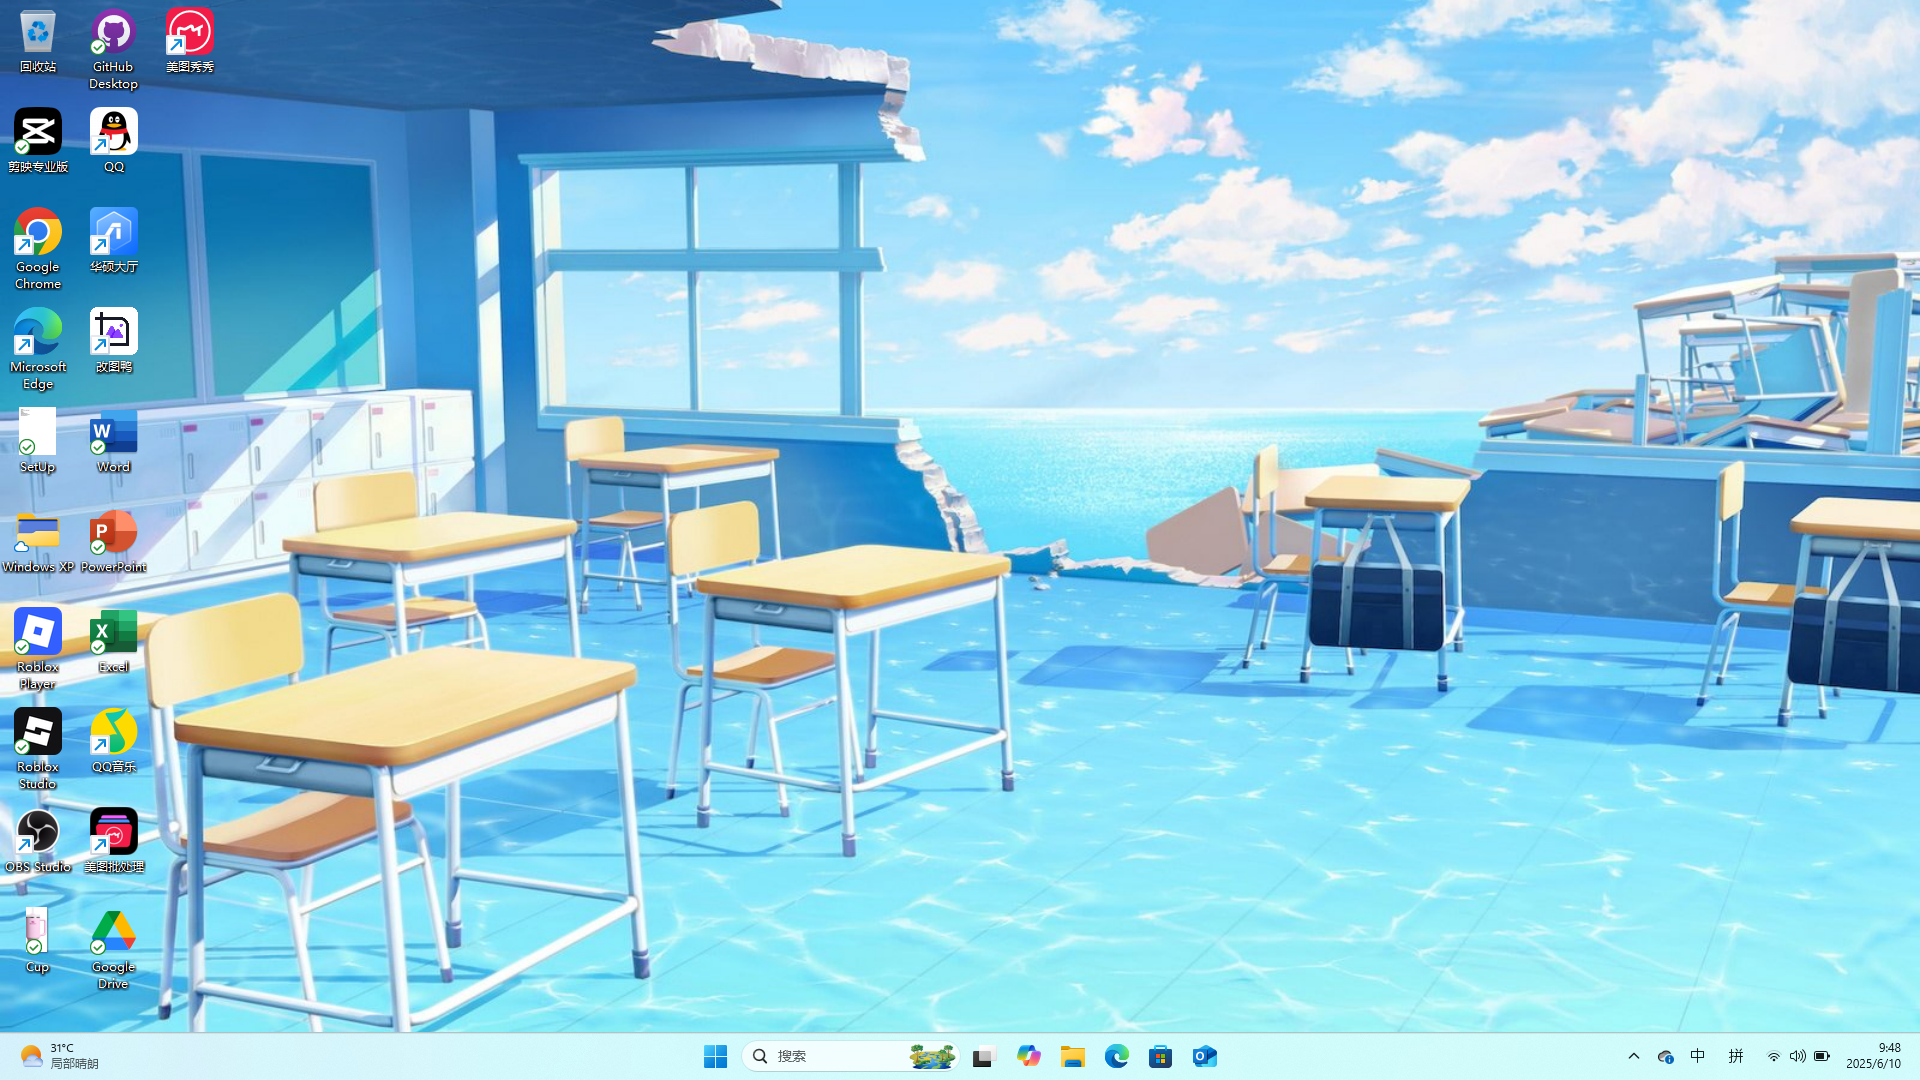 回收站
GitHub
Desktop
美图秀秀
剪映专业版
QQ
Google
Chrome
华硕大厅
Microsoft
Edge
改图鸭
SetUp
Word
Windows XP
PowerPoint
Roblox
Player
Excel
Roblox
Studio
QQ音乐
OBS Studio
美图批处理
Cup
Google
Drive
31°C
局部晴朗
搜索
中
拼
9:48
2025/6/10